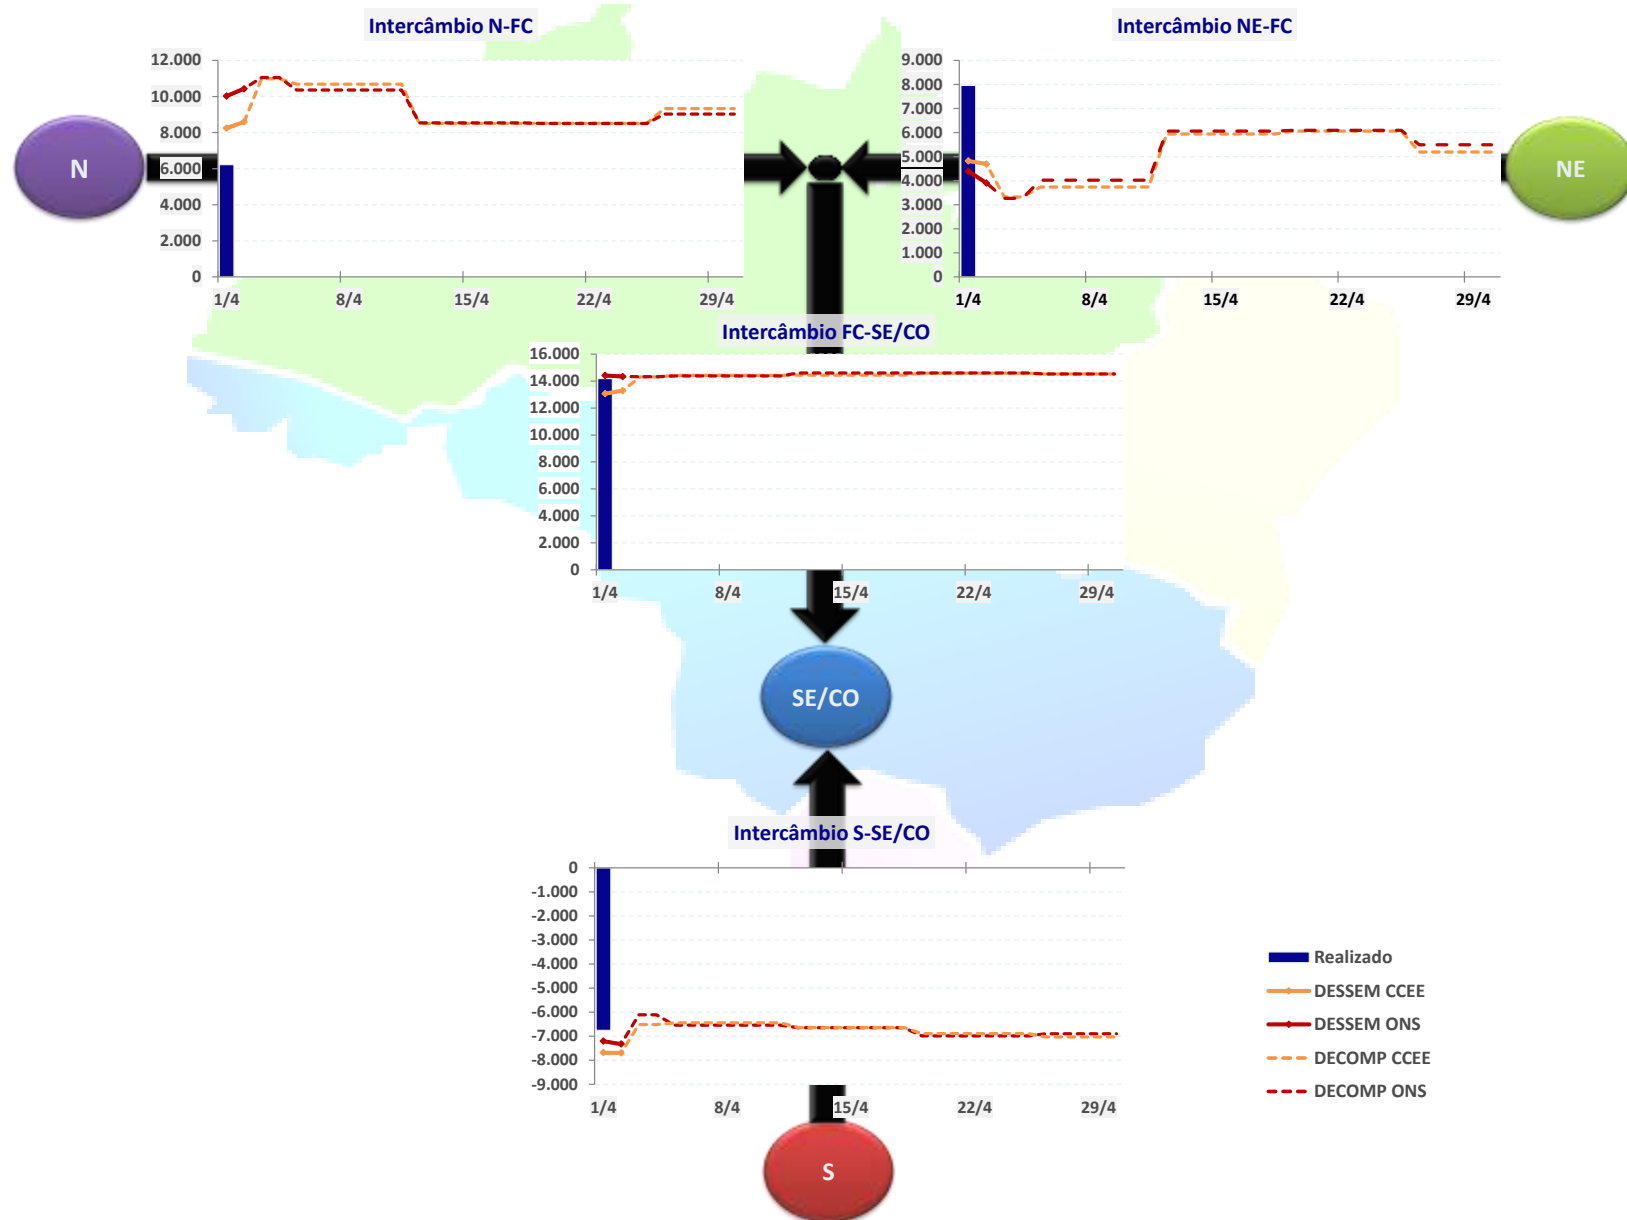 Intercâmbio N-FC
12.000
10.000
8.000
6.000
4.000
2.000
0
1/4 8/4 15/4 22/4 29/4
N
Intercâmbio NE-FC
9.000
8.000
7.000
6.000
5.000
4.000
3.000
2.000
1.000
0
1/4 8/4 15/4 22/4 29/4
NE
Intercâmbio FC-SE/CO
16.000
14.000
12.000
10.000
8.000
6.000
4.000
2.000
0
1/4 8/4 15/4 22/4 29/4
SE/CO
Intercâmbio S-SE/CO
0
-1.000
-2.000
-3.000
-4.000
-5.000
-6.000
-7.000
-8.000
-9.000
1/4 8/4 15/4 22/4 29/4
Realizado
DESSEM CCEE
DESSEM ONS
DECOMP CCEE
DECOMP ONS
S